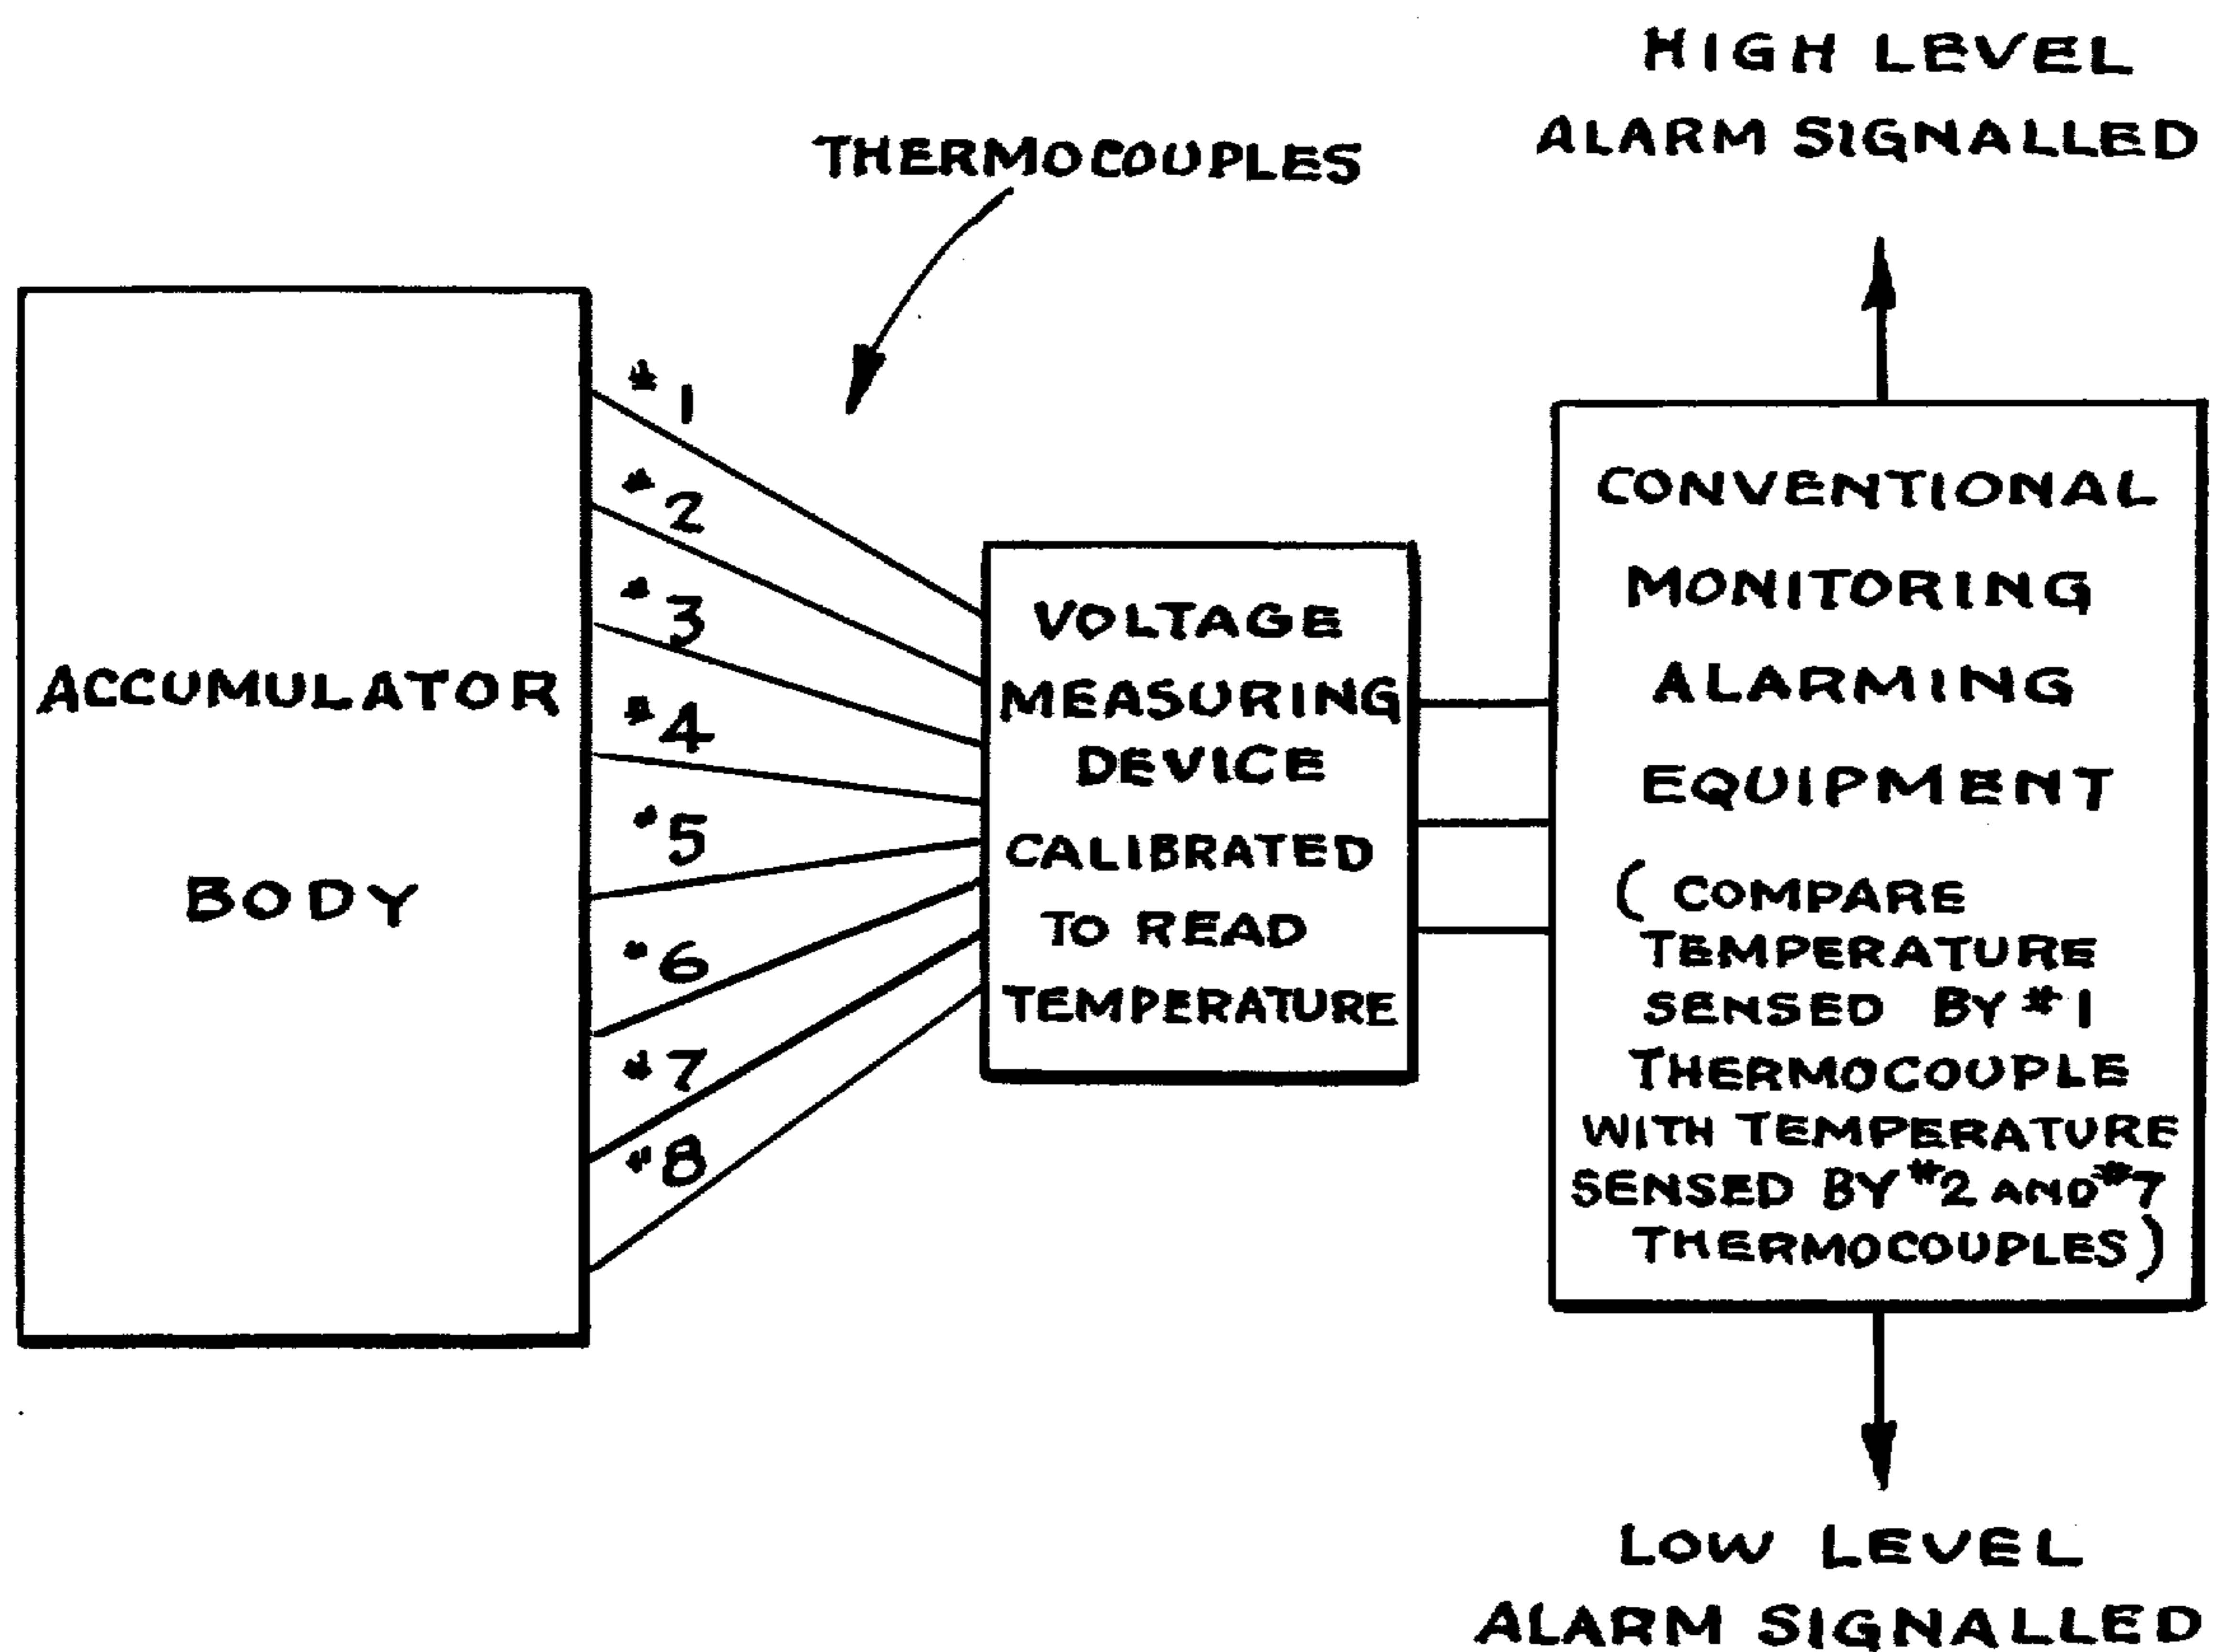 HIGH LEVEL
ALARM SIGNALLED
THERMOCOUPLES
#1
#2
#3
#4
#5
#6
#7
#8
ACCUMULATOR
BODY
VOLTAGE
MEASURING
DEVICE
CALIBRATED
TO READ
TEMPERATURE
CONVENTIONAL
MONITORING
ALARMING
EQUIPMENT
(COMPARE
TEMPERATURE
SENSED BY #1
THERMOCOUPLE
WITH TEMPERATURE
SENSED BY #2 AND #7
THERMOCOUPLES)
LOW LEVEL
ALARM SIGNALLED